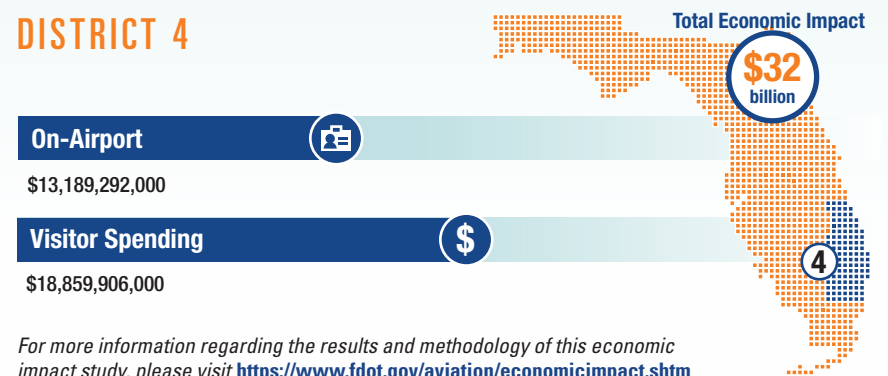 DISTRICT 4
Total Economic Impact
$32
billion
On-Airport
$13,189,292,000
Visitor Spending
$
$18,859,906,000
4
For more information regarding the results and methodology of this economic
impact study, please visit https://www.fdot.gov/aviation/economicimpact.shtm